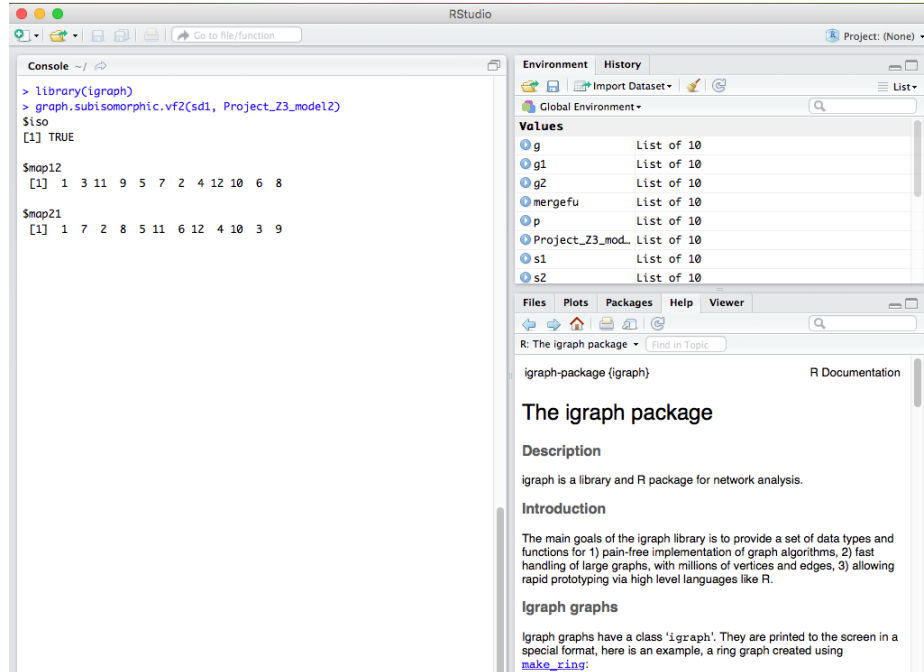 RStudio
Go to file/function
Project: (None)
Console ~/
> library(igraph)
> graph.subisomorphic.vf2(sd1, Project_Z3_model2)
$iso
[1] TRUE
$map12
[1] 1 3 11 9 5 7 2 4 12 10 6 8
$map21
[1] 1 7 2 8 5 11 6 12 4 10 3 9
Environment History
Import Dataset
List
Global Environment
Values
g List of 10
g1 List of 10
g2 List of 10
mergefu List of 10
p List of 10
Project_Z3_mod… List of 10
s1 List of 10
s2 List of 10
Files Plots Packages Help Viewer
R: The igraph package Find in Topic
igraph-package {igraph} R Documentation
The igraph package
Description
igraph is a library and R package for network analysis.
Introduction
The main goals of the igraph library is to provide a set of data types and
functions for 1) pain-free implementation of graph algorithms, 2) fast
handling of large graphs, with millions of vertices and edges, 3) allowing
rapid prototyping via high level languages like R.
Igraph graphs
Igraph graphs have a class ‘igraph’. They are printed to the screen in a
special format, here is an example, a ring graph created using
make_ring: